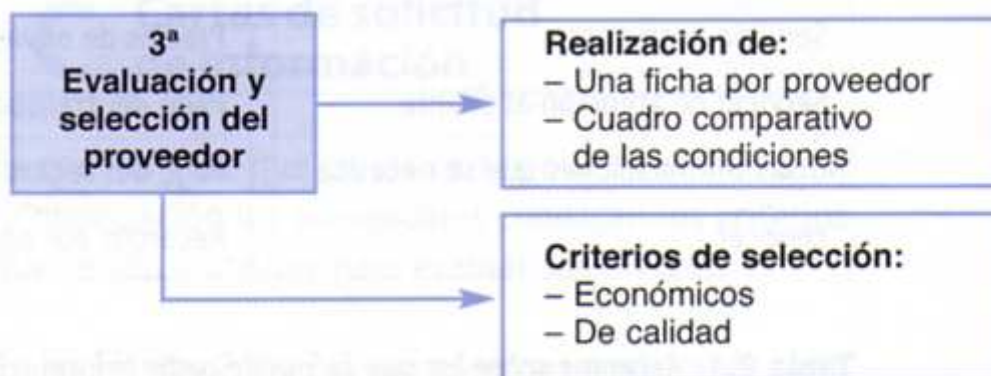 3ª
Evaluación y
selección del
proveedor
Realización de:
– Una ficha por proveedor
– Cuadro comparativo
de las condiciones
Criterios de selección:
– Económicos
– De calidad